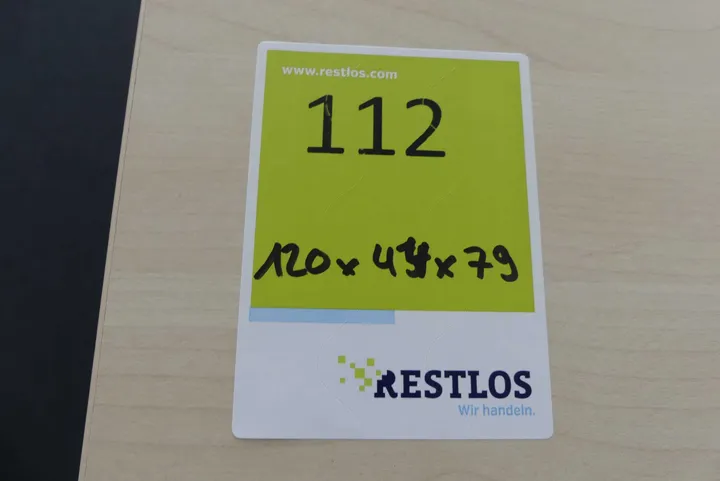 www.restlos.com
112
120 x x 79
RESTLOS
Wir handeln.